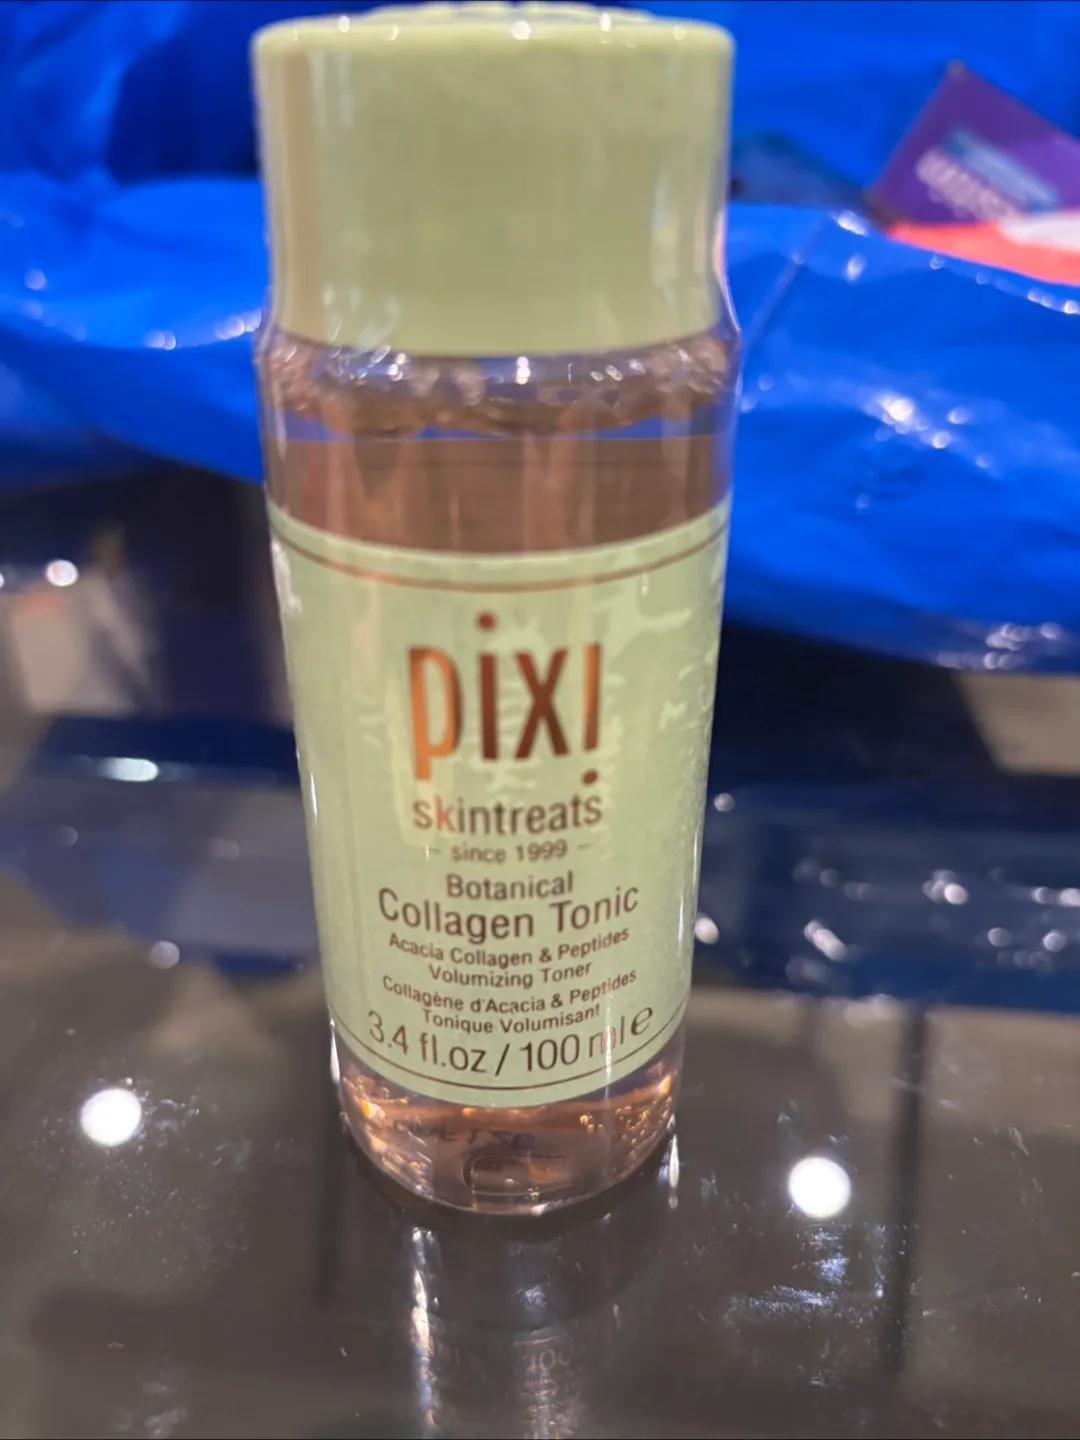 pixi
skintreats
– since 1999 –
Botanical
Collagen Tonic
Acacia Collagen & Peptides
Volumizing Toner
Collagène d'Acacia & Peptides
Tonique Volumisant
3.4 fl.oz / 100 ml e